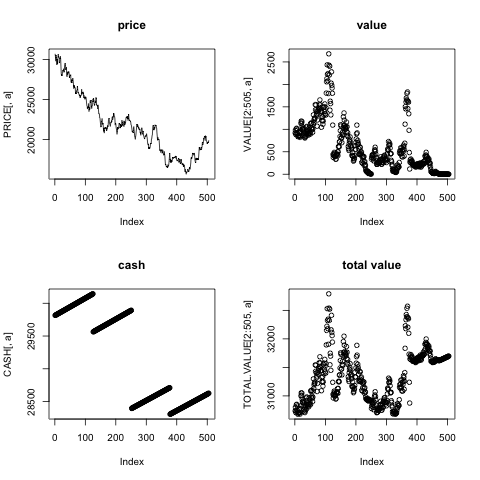 price
PRICE[, a]
20000 25000 30000
0 100 200 300 400 500
Index
value
VALUE[2:505, a]
0 500 1500 2500
0 100 200 300 400 500
Index
cash
CASH[, a]
28500 29500
0 100 200 300 400 500
Index
total value
TOTAL.VALUE[2:505, a]
31000 32000
0 100 200 300 400 500
Index